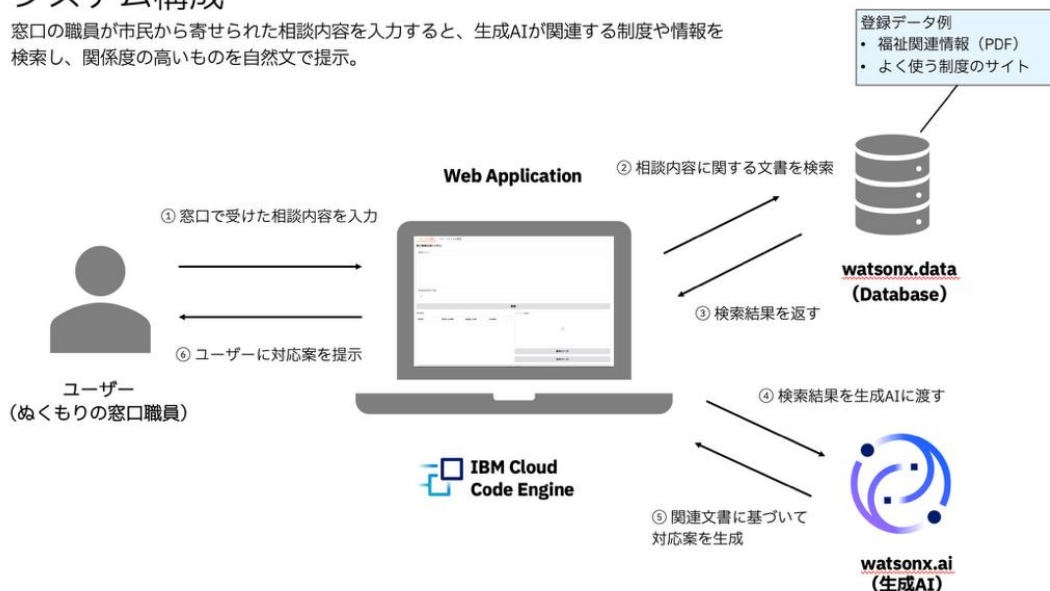 システム構成
窓口の職員が市民から寄せられた相談内容を入力すると、生成AIが関連する制度や情報を
検索し、関係度の高いものを自然文で提示。
登録データ例
• 福祉関連情報（PDF）
• よく使う制度のサイト
Web Application
② 相談内容に関する文書を検索
① 窓口で受けた相談内容を入力
watsonx.data
（Database）
③ 検索結果を返す
⑥ ユーザーに対応案を提示
ユーザー
（ぬくもりの窓口職員）
④ 検索結果を生成AIに渡す
IBM Cloud
Code Engine
⑤ 関連文書に基づいて
対応案を生成
watsonx.ai
（生成AI）